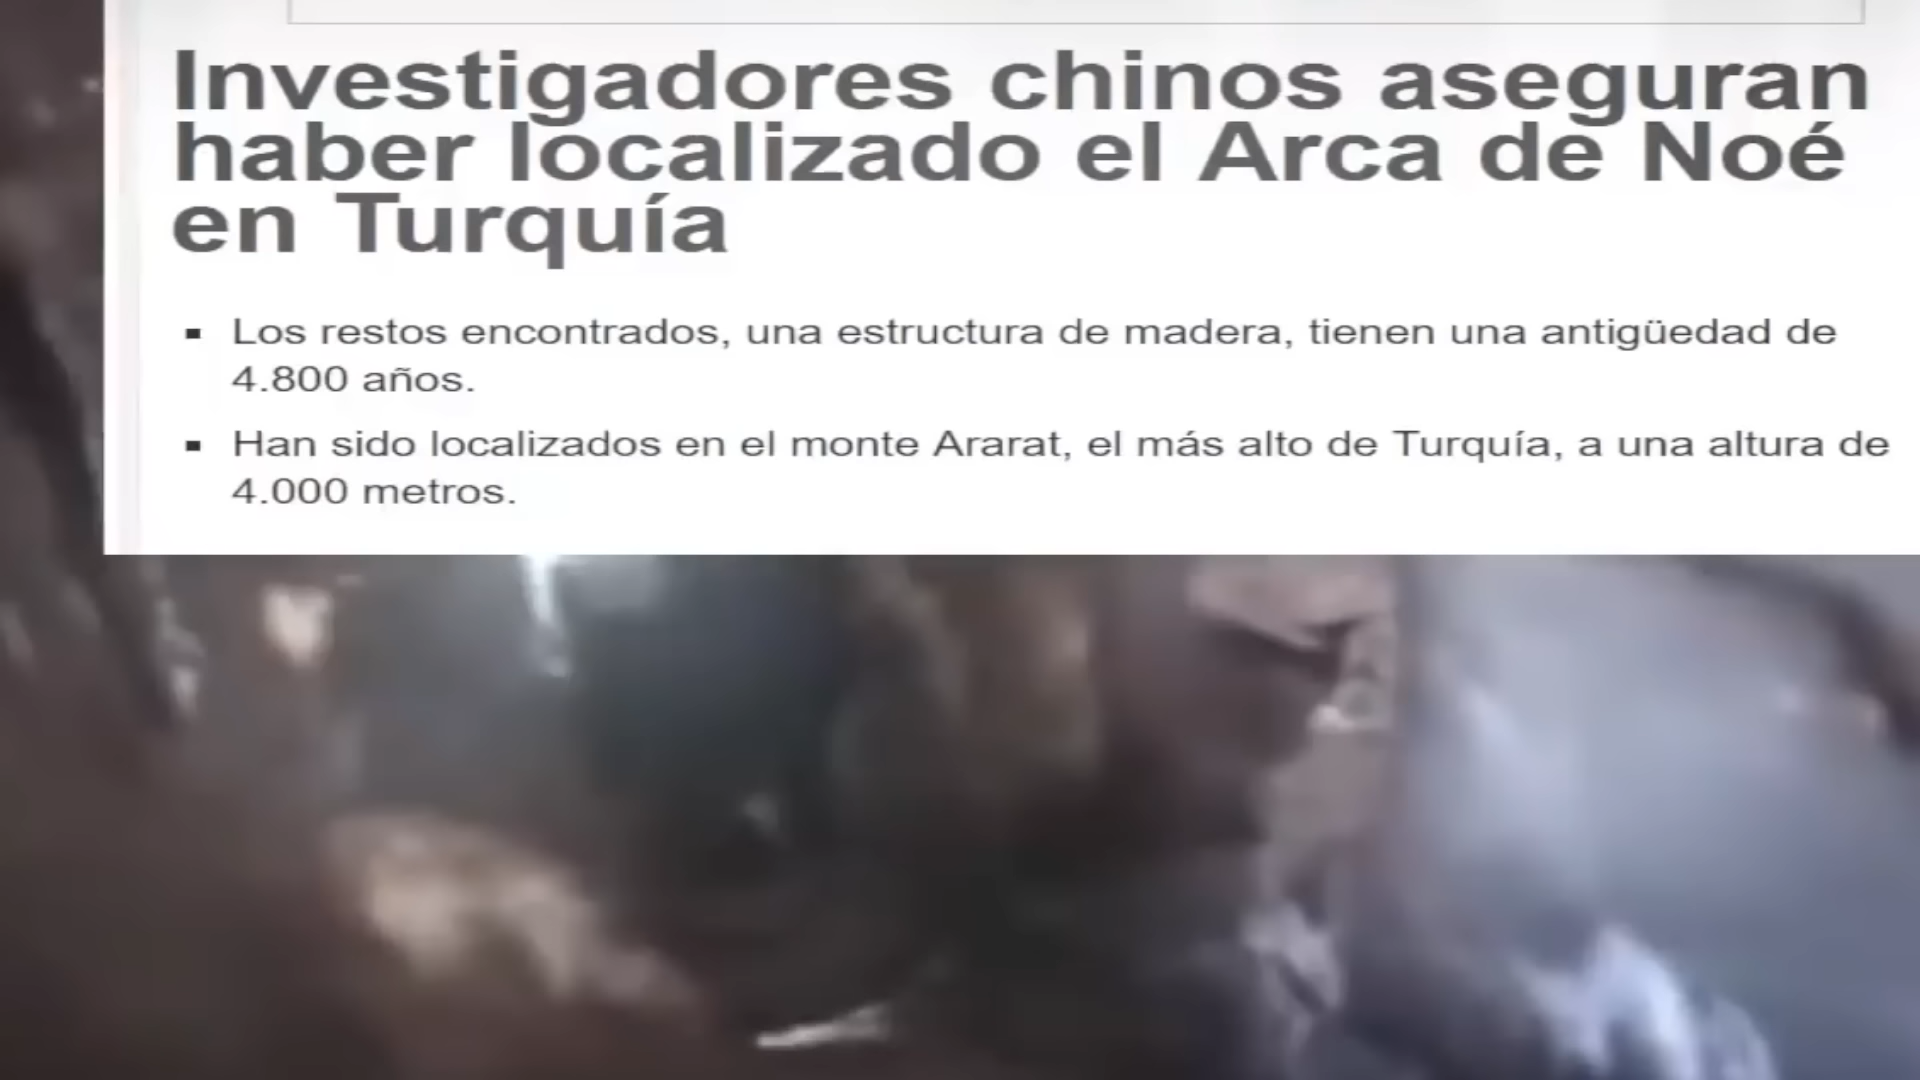 Investigadores chinos aseguran
haber localizado el Arca de Noé
en Turquía
▪ Los restos encontrados, una estructura de madera, tienen una antigüedad de
4.800 años.
▪ Han sido localizados en el monte Ararat, el más alto de Turquía, a una altura de
4.000 metros.